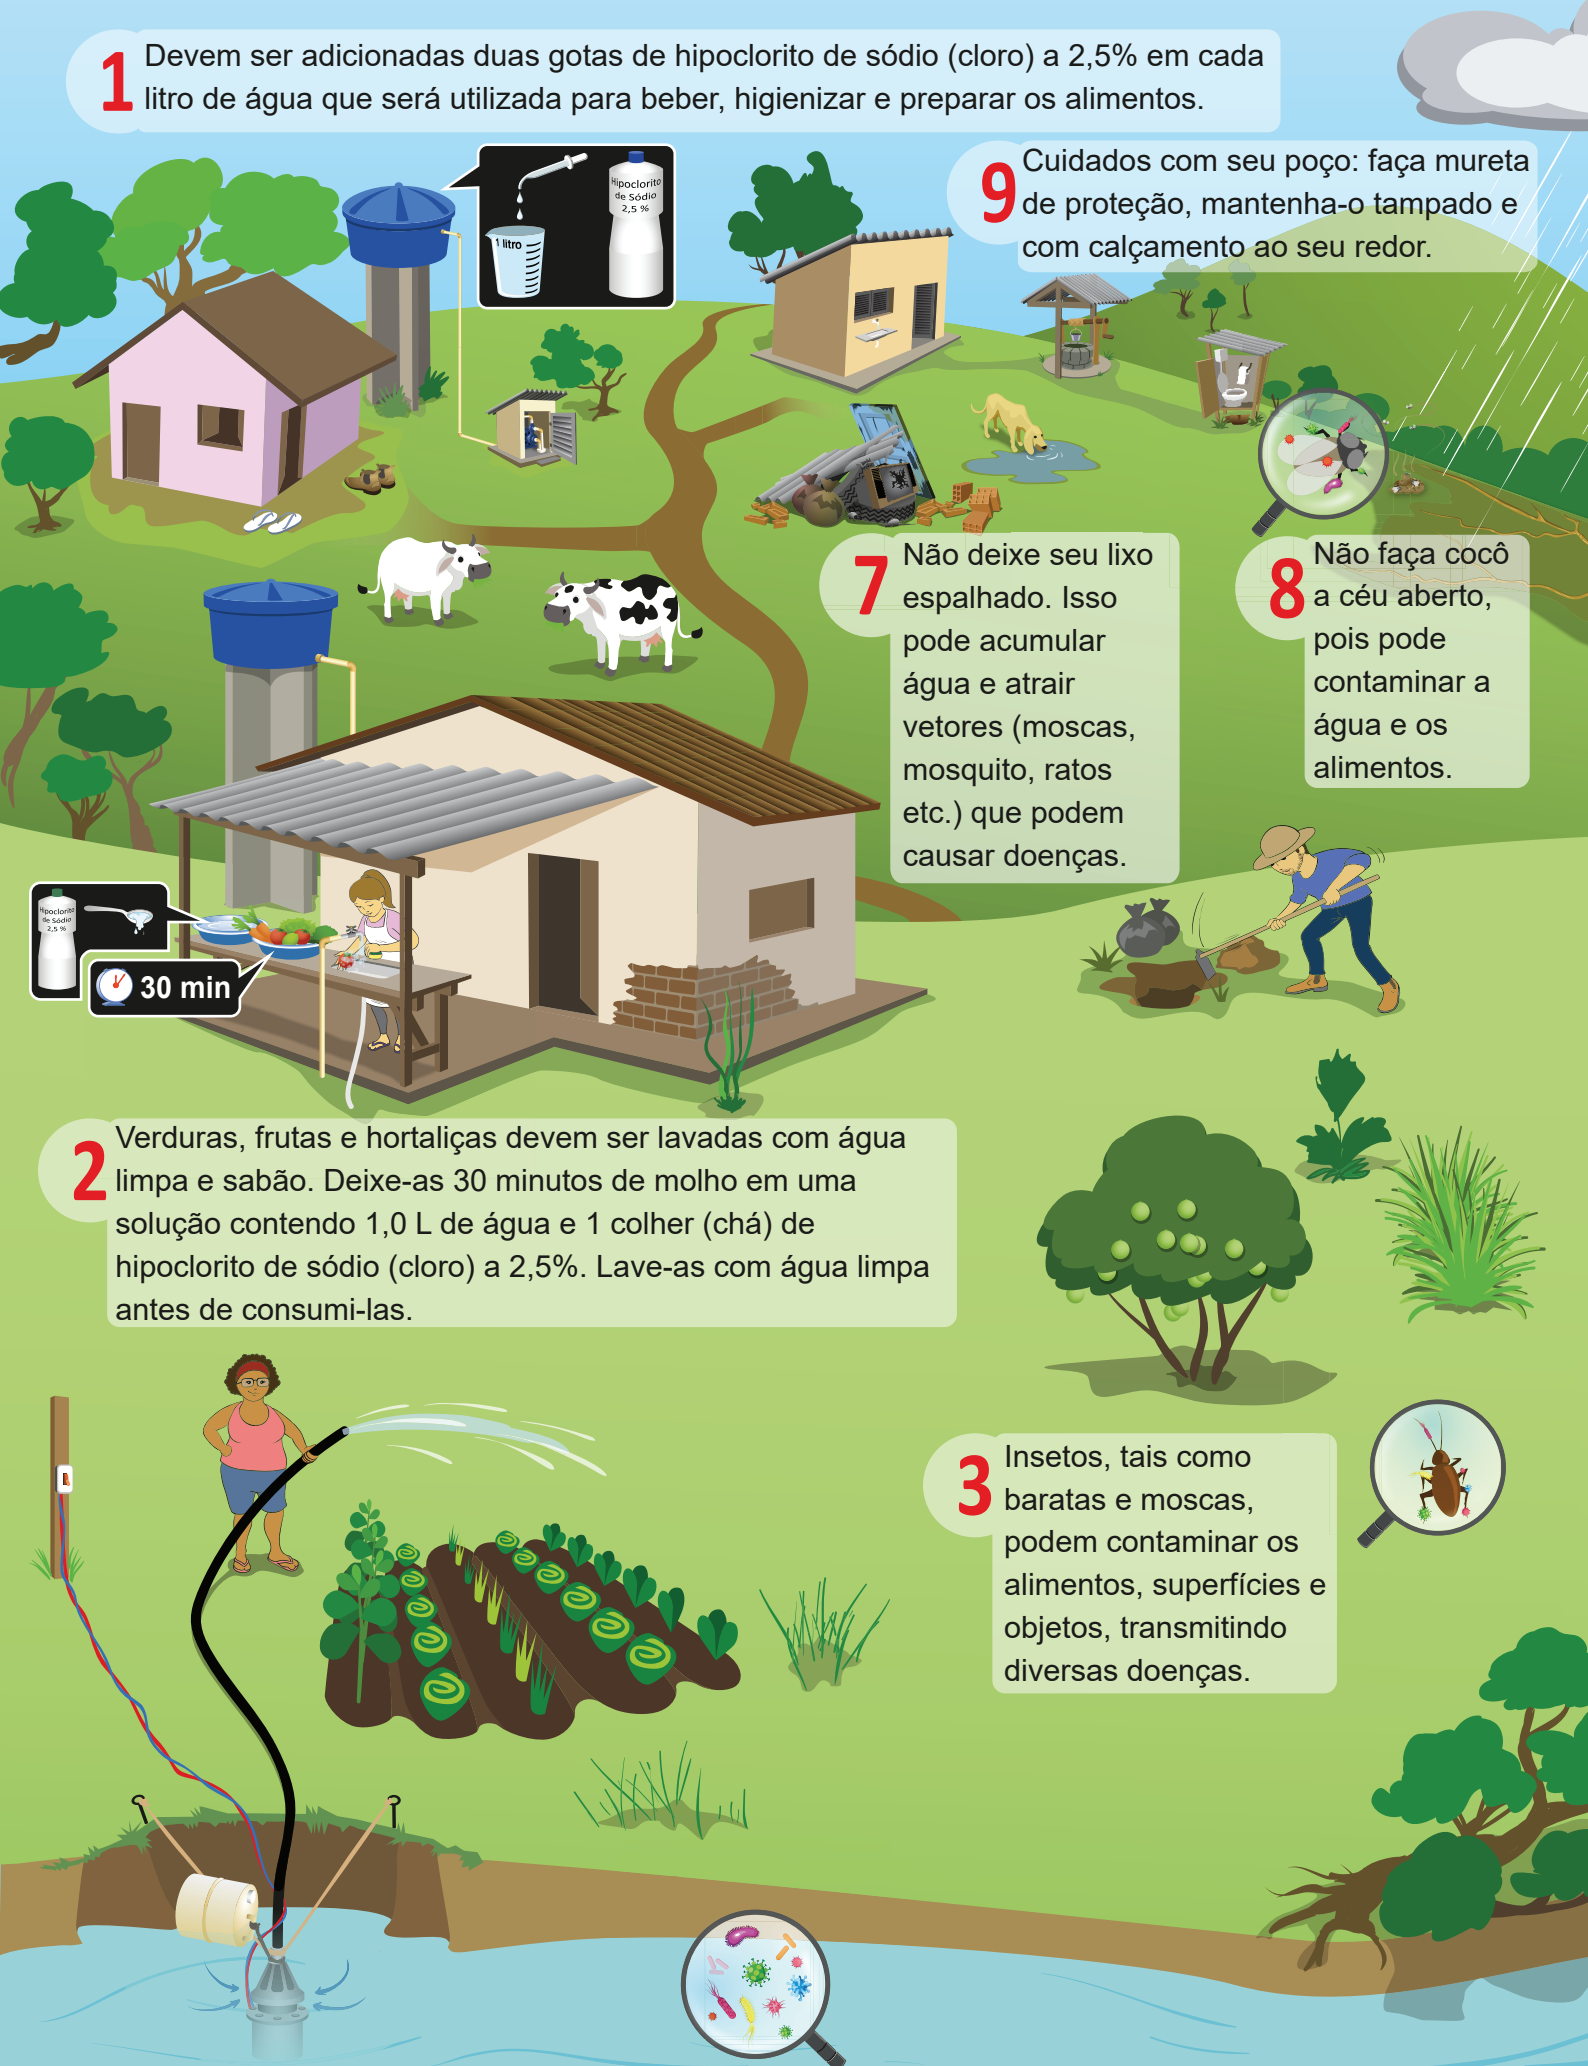 1
Devem ser adicionadas duas gotas de hipoclorito de sódio (cloro) a 2,5% em cada
litro de água que será utilizada para beber, higienizar e preparar os alimentos.
Hipoclorito
de Sódio
2,5 %
1 litro
9
Cuidados com seu poço: faça mureta
de proteção, mantenha-o tampado e
com calçamento ao seu redor.
7
Não deixe seu lixo
espalhado. Isso
pode acumular
água e atrair
vetores (moscas,
mosquito, ratos
etc.) que podem
causar doenças.
8
Não faça cocô
a céu aberto,
pois pode
contaminar a
água e os
alimentos.
Hipoclorito
de Sódio
2,5 %
30 min
2
Verduras, frutas e hortaliças devem ser lavadas com água
limpa e sabão. Deixe-as 30 minutos de molho em uma
solução contendo 1,0 L de água e 1 colher (chá) de
hipoclorito de sódio (cloro) a 2,5%. Lave-as com água limpa
antes de consumi-las.
3
Insetos, tais como
baratas e moscas,
podem contaminar os
alimentos, superfícies e
objetos, transmitindo
diversas doenças.